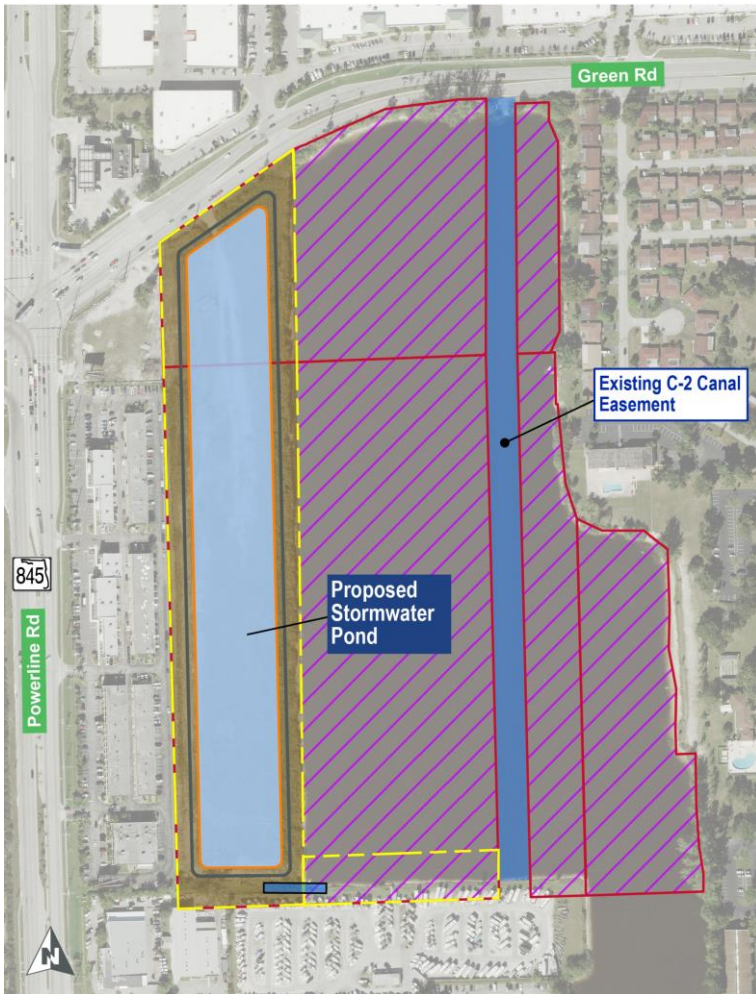 Green Rd
Existing C-2 Canal
Easement
845
Proposed
Stormwater
Pond
Powerline Rd
N